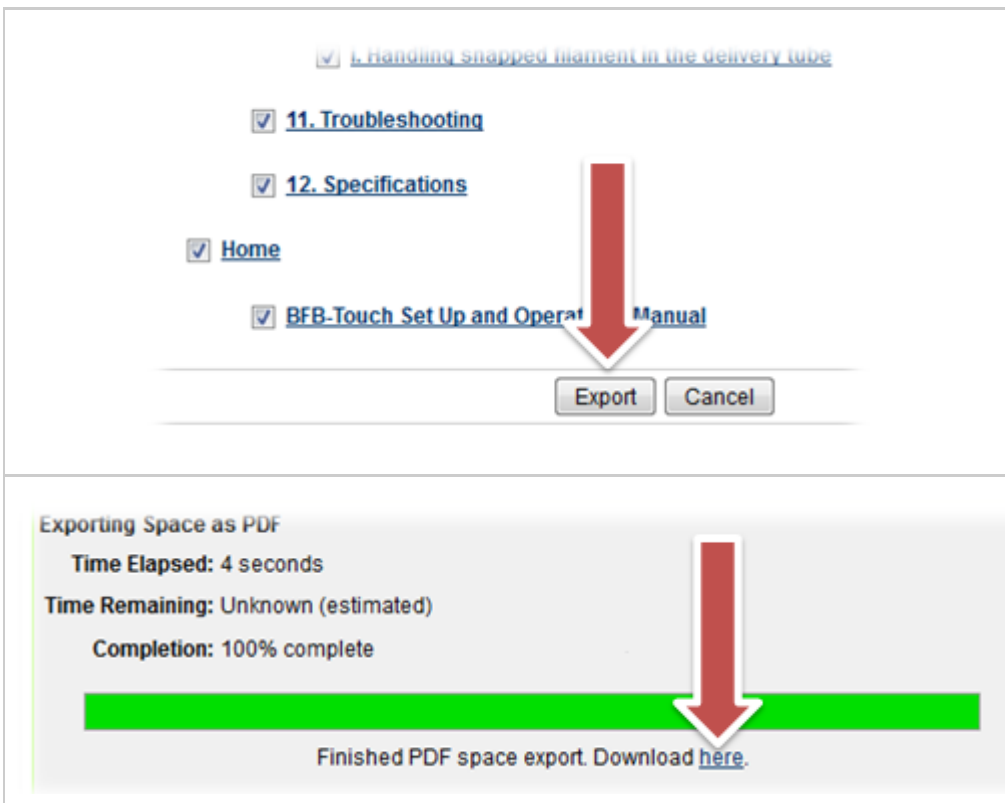 i. Handling snapped filament in the delivery tube
11. Troubleshooting
12. Specifications
Home
BFB-Touch Set Up and Operat Manual
Export Cancel
Exporting Space as PDF
Time Elapsed: 4 seconds
Time Remaining: Unknown (estimated)
Completion: 100% complete
Finished PDF space export. Download here.